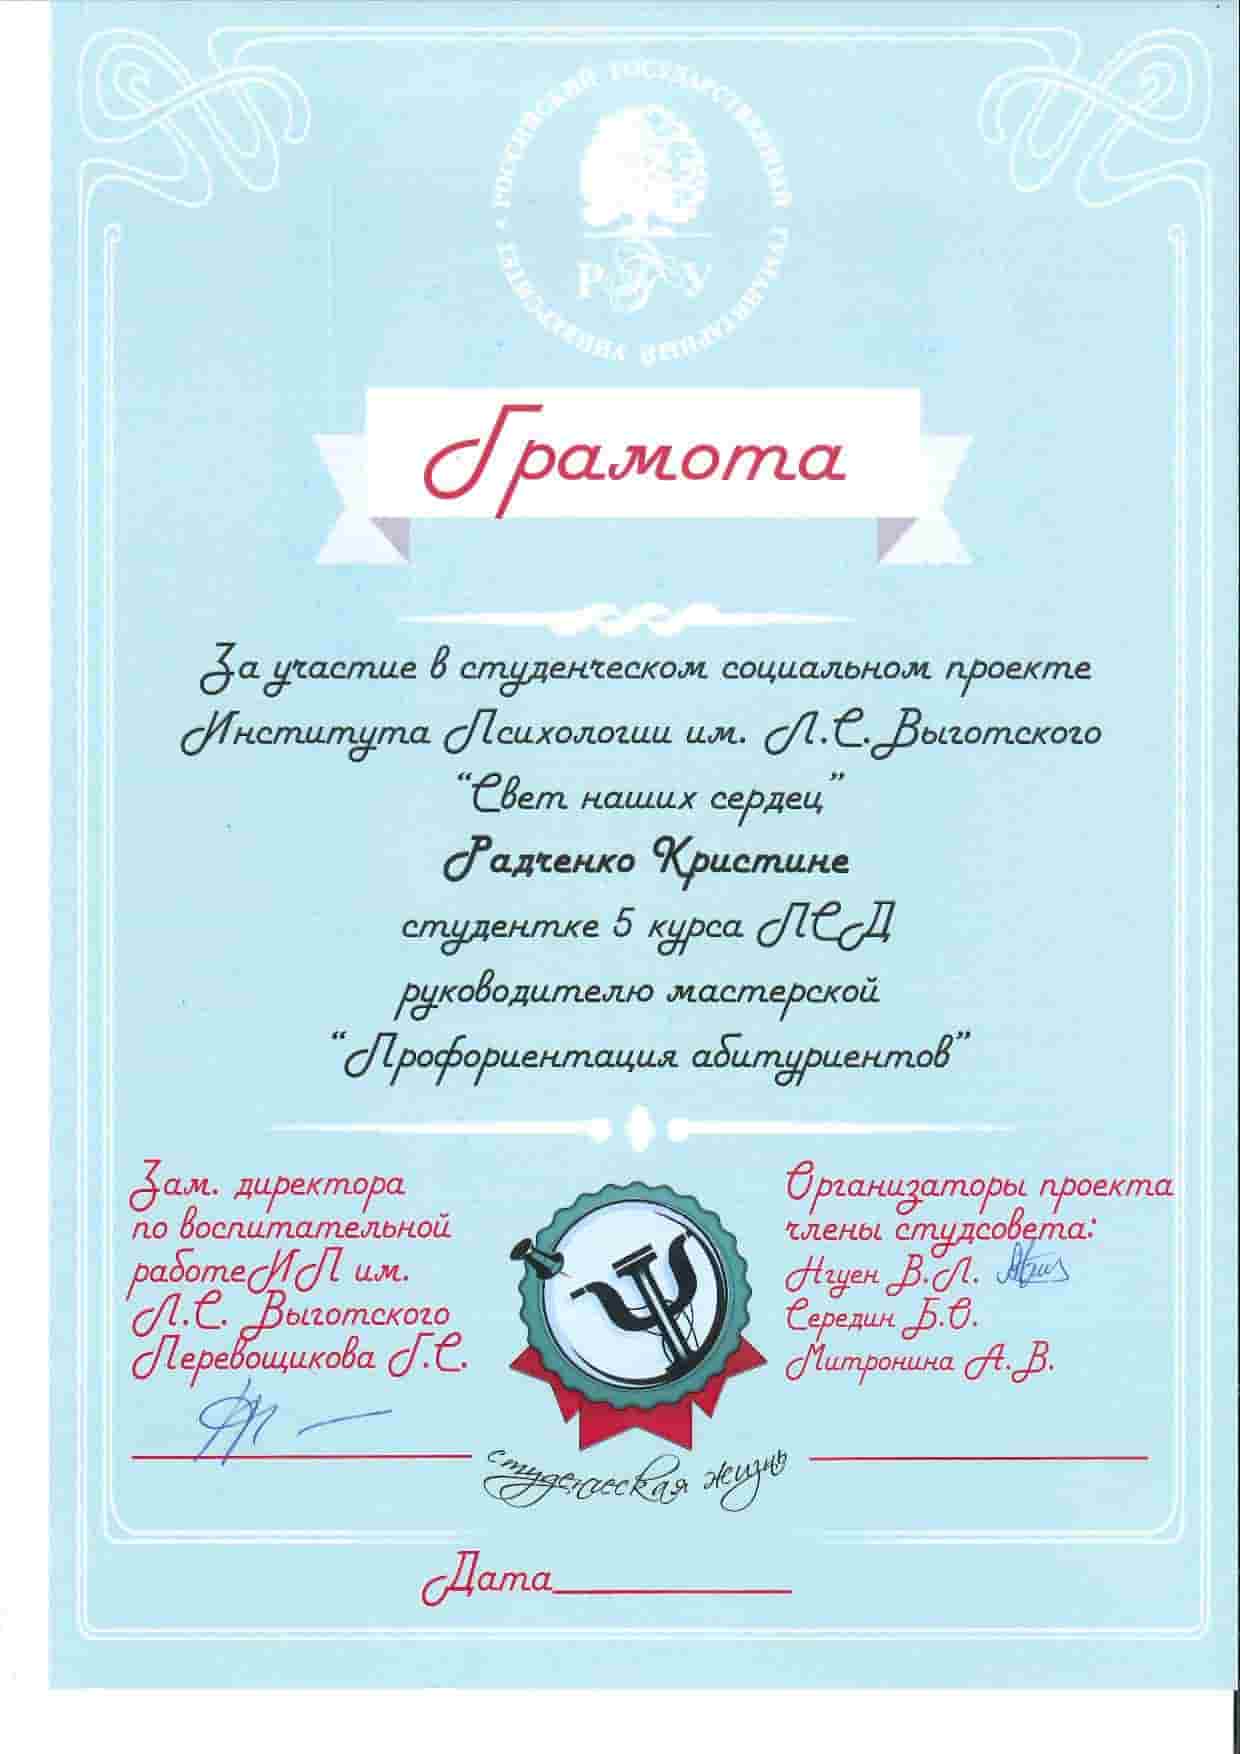 РОССИЙСКИЙ ГОСУДАРСТВЕННЫЙ ГУМАНИТАРНЫЙ УНИВЕРСИТЕТ
РГГУ
Грамота
За участие в студенческом социальном проекте
Института Психологии им. Л.С.Выготского
“Свет наших сердец”
Радченко Кристине
студентке 5 курса ПСД
руководителю мастерской
“Профориентация абитуриентов”
Зам. директора
по воспитательной
работеИП им.
Л.С. Выготского
Перевощикова Г.С.
Организаторы проекта
члены студсовета:
Нгуен В.Л.
Середин Б.О.
Митронина А.В.
студенческая жизнь
Дата